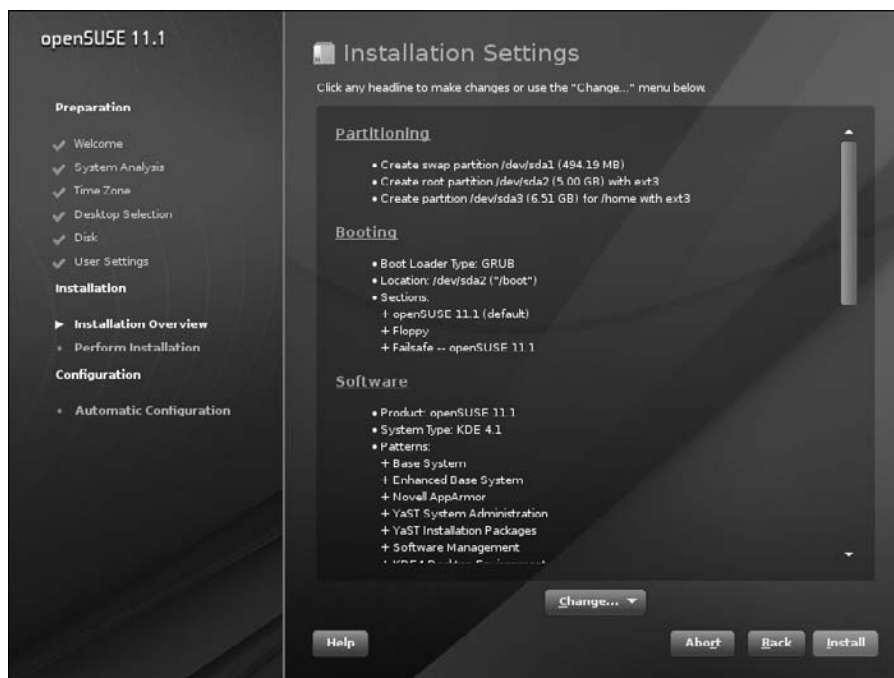 openSUSE 11.1
Preparation
Welcome
System Analysis
Time Zone
Desktop Selection
Disk
User Settings
Installation
Installation Overview
Perform Installation
Configuration
Automatic Configuration
Installation Settings
Click any headline to make changes or use the "Change..." menu below.
Partitioning
• Create swap partition /dev/sda1 (494.19 MB)
• Create root partition /dev/sda2 (5.00 GB) with ext3
• Create partition /dev/sda3 (6.51 GB) for /home with ext3
Booting
• Boot Loader Type: GRUB
• Location: /dev/sda2 ("/boot")
• Sections:
+ openSUSE 11.1 (default)
+ Floppy
+ Failsafe -- openSUSE 11.1
Software
• Product: openSUSE 11.1
• System Type: KDE 4.1
• Patterns:
+ Base System
+ Enhanced Base System
+ Novell AppArmor
+ YaST System Administration
+ YaST Installation Packages
+ Software Management
+ KDE4 Desktop Environment
Change...
Help
Abort
Back
Install